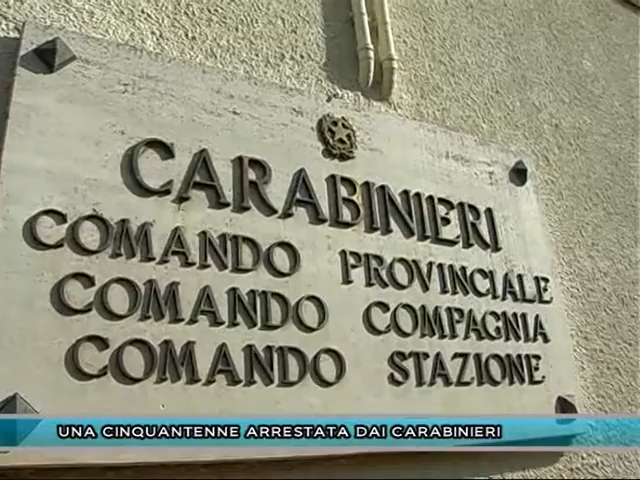 CARABINIERI
COMANDO PROVINCIALE
COMANDO COMPAGNIA
COMANDO STAZIONE
UNA CINQUANTENNE ARRESTATA DAI CARABINIERI